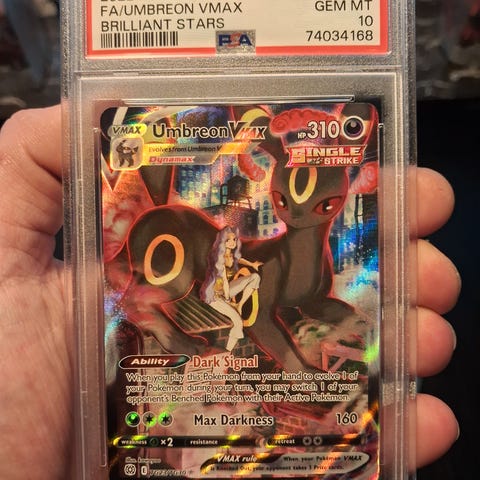 FA/UMBREON VMAX GEM MT
BRILLIANT STARS 10
PSA 74034168
VMAX Umbreon VMAX HP 310
Evolves from Umbreon V
Dynamax
SINGLE STRIKE
Ability Dark Signal
When you play this Pokémon from your hand to evolve 1 of
your Pokémon during your turn, you may switch 1 of your
opponent's Benched Pokémon with their Active Pokémon.
Max Darkness 160
weakness ×2 resistance retreat
VMAX rule When your Pokémon VMAX
is Knocked Out, your opponent takes 3 Prize cards.
TG23/TG30